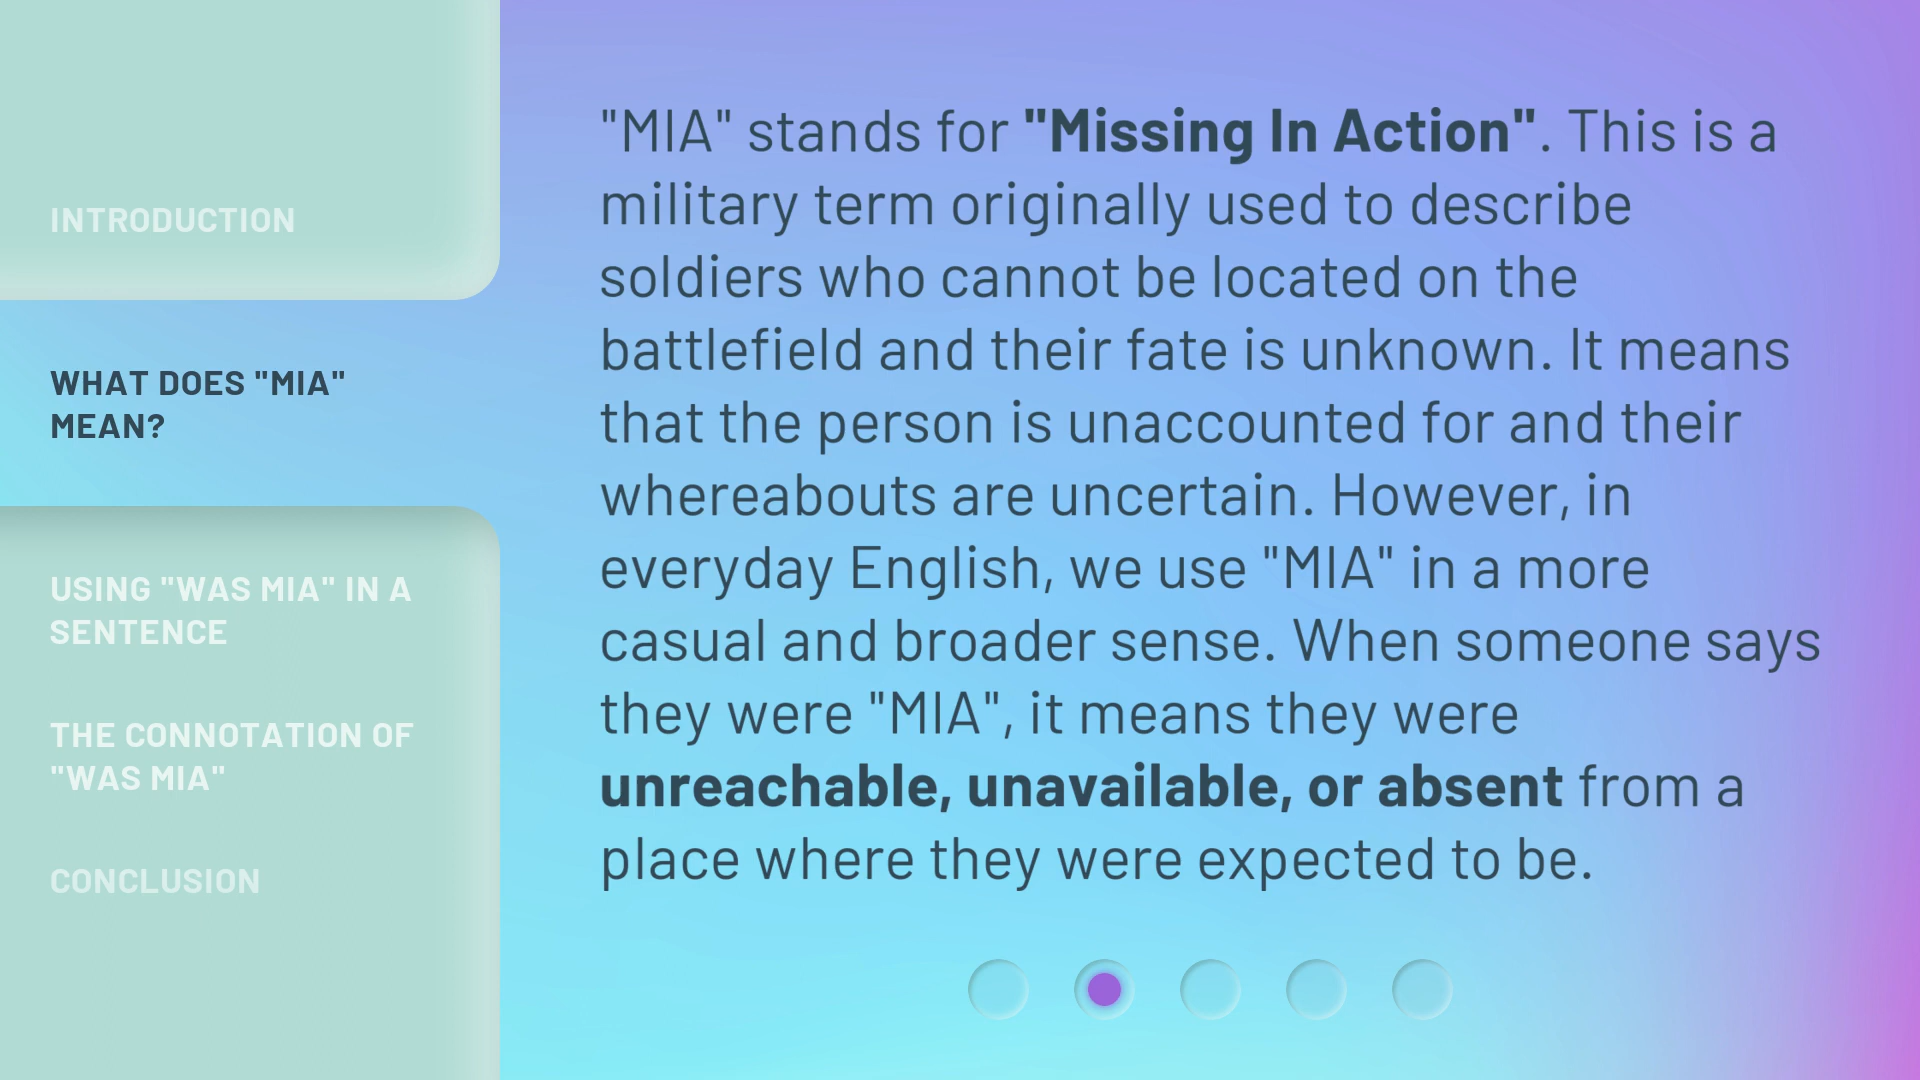 INTRODUCTION
WHAT DOES "MIA"
MEAN?
USING "WAS MIA" IN A
SENTENCE
THE CONNOTATION OF
"WAS MIA"
CONCLUSION
"MIA" stands for "Missing In Action". This is a
military term originally used to describe
soldiers who cannot be located on the
battlefield and their fate is unknown. It means
that the person is unaccounted for and their
whereabouts are uncertain. However, in
everyday English, we use "MIA" in a more
casual and broader sense. When someone says
they were "MIA", it means they were
unreachable, unavailable, or absent from a
place where they were expected to be.